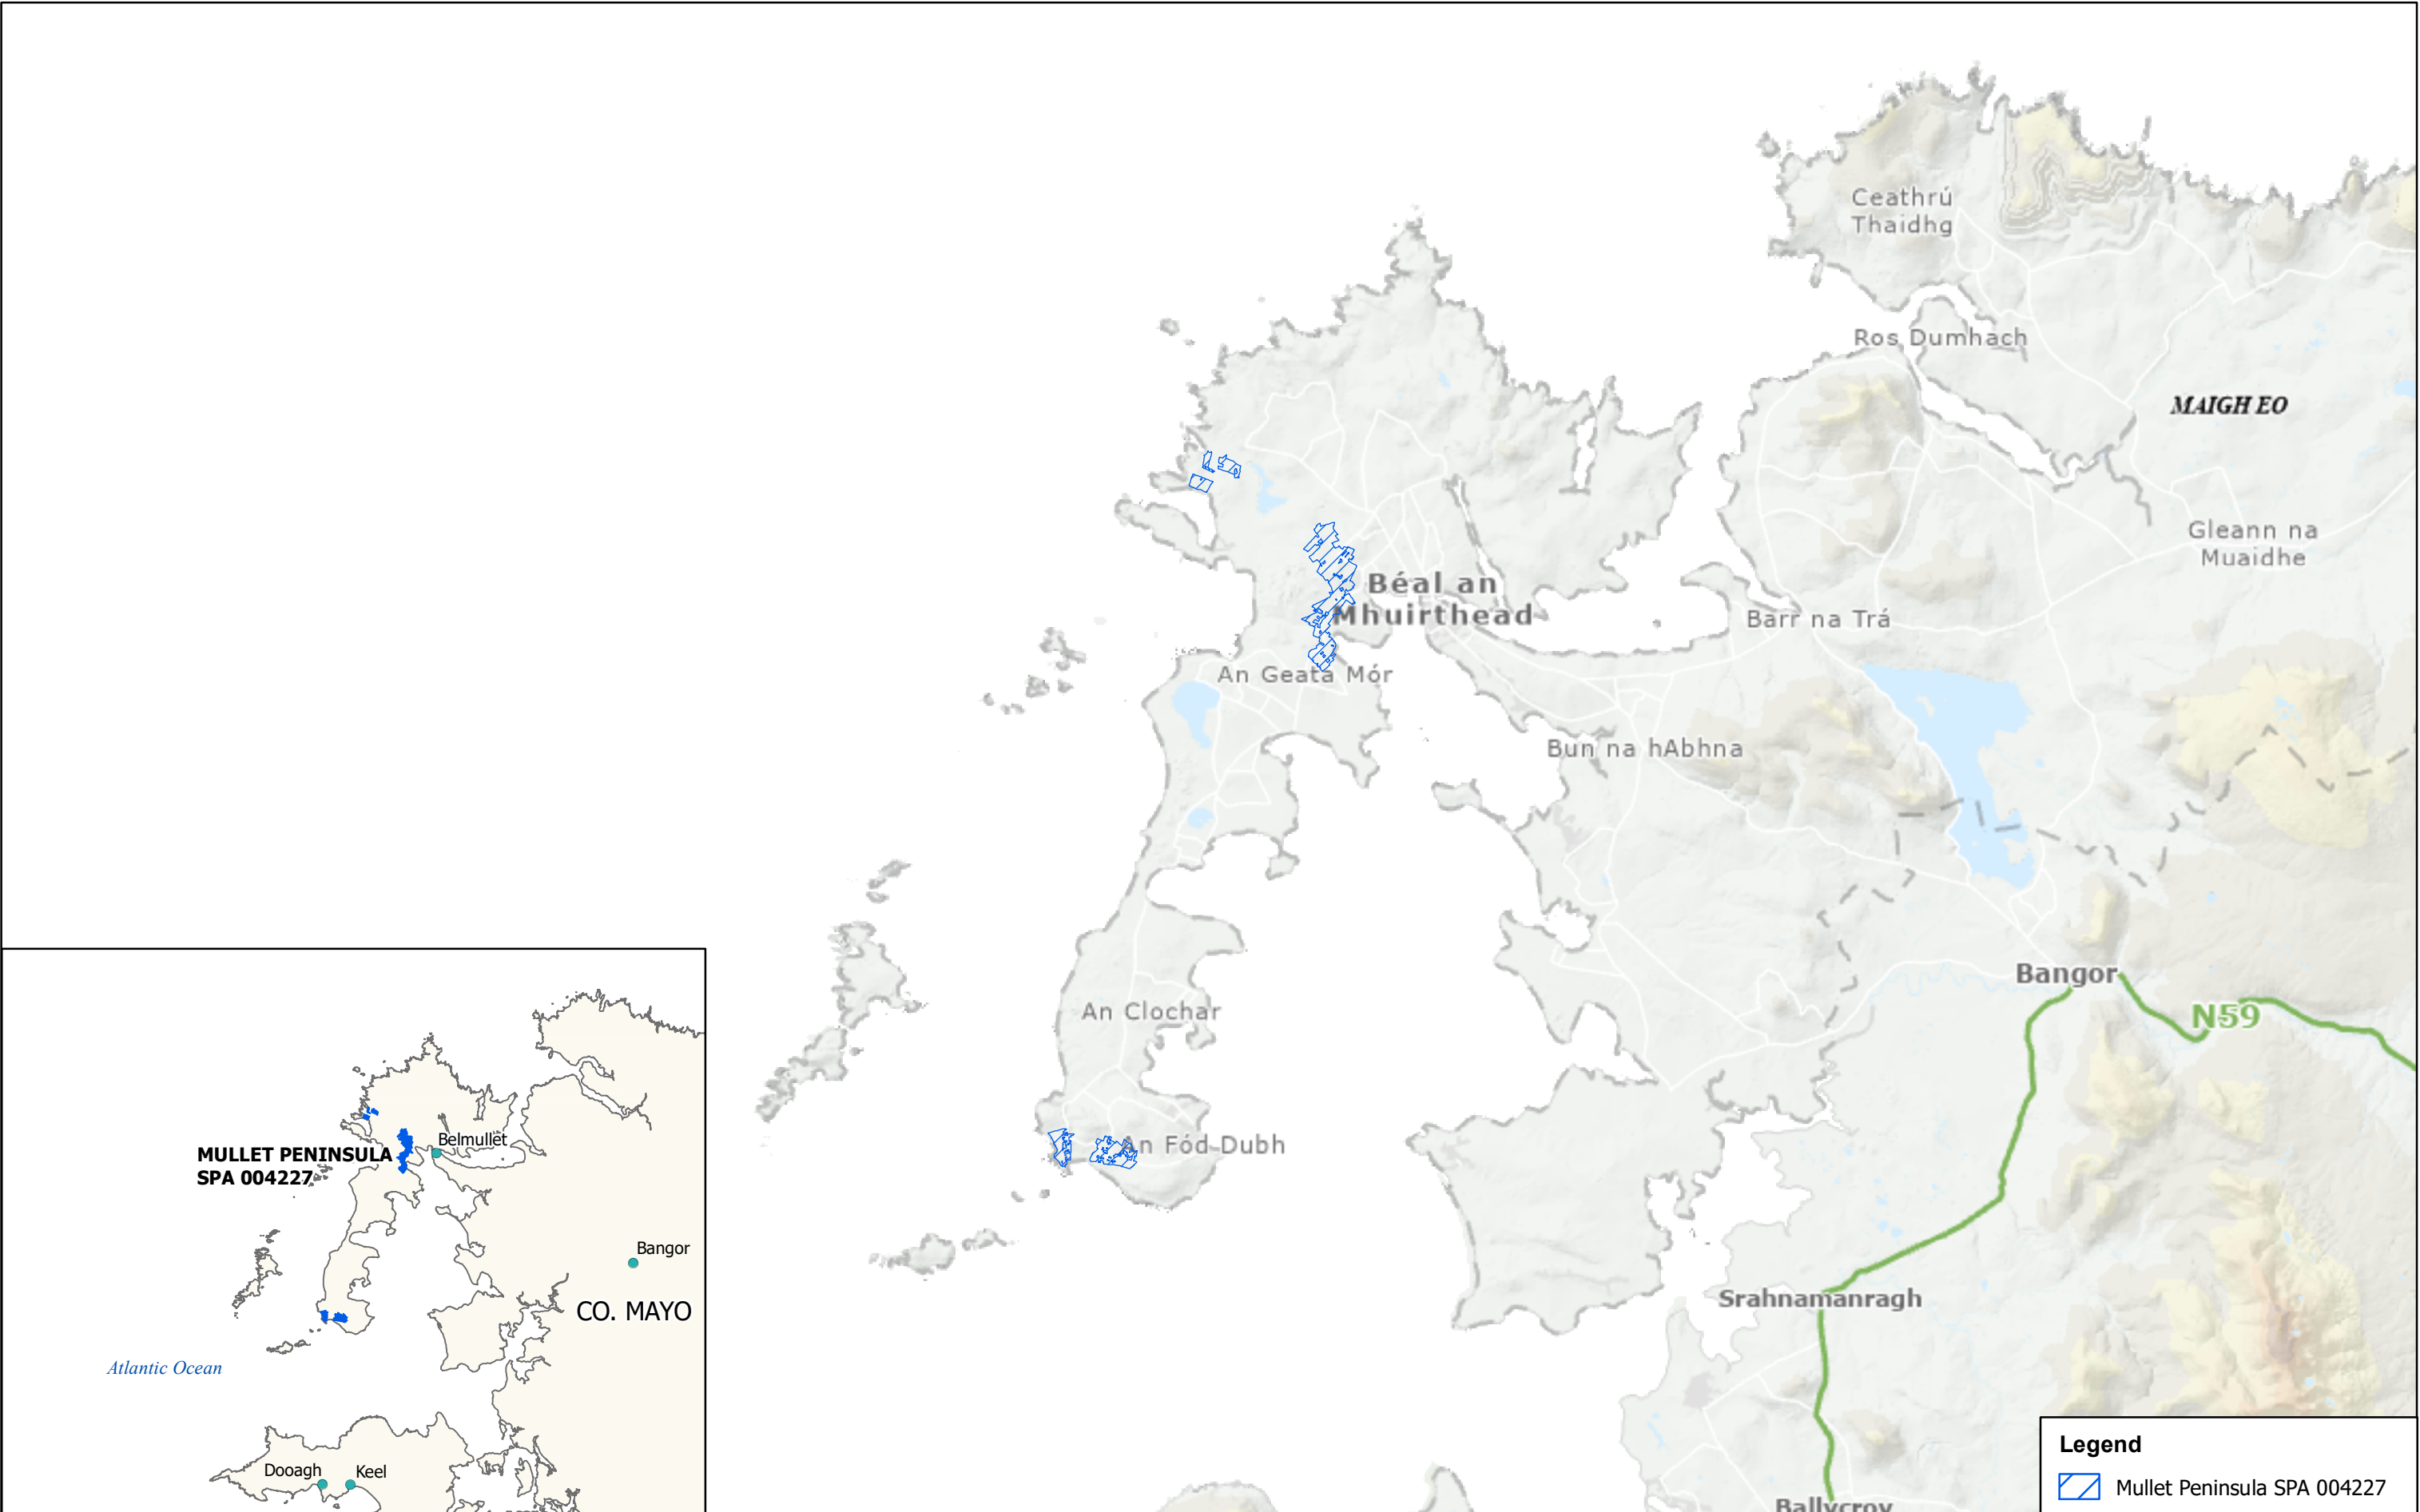 Ceathrú
Thaidhg
Ros Dumhach
MAIGH EO
Gleann na
Muaidhe
Béal an
Mhuirthead
Barr na Trá
An Geata Mór
Bun na hAbhna
Bangor
An Clochar
N59
An Fód Dubh
Srahnamanragh
Ballycroy
Belmullet
MULLET PENINSULA
SPA 004227
Bangor
CO. MAYO
Atlantic Ocean
Dooagh
Keel
Legend
Mullet Peninsula SPA 004227